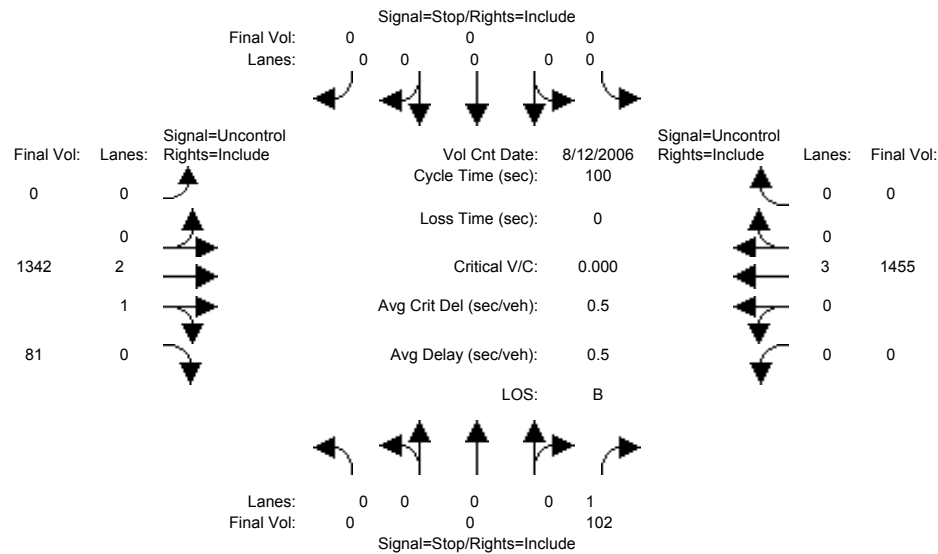 Signal=Stop/Rights=Include
Final Vol: 0 0 0
Lanes: 0 0 0 0 0
Signal=Uncontrol Signal=Uncontrol
Final Vol: Lanes: Rights=Include Vol Cnt Date: 8/12/2006 Rights=Include Lanes: Final Vol:
Cycle Time (sec): 100
0 0 0 0
Loss Time (sec): 0
0 0
1342 2 Critical V/C: 0.000 3 1455
1 Avg Crit Del (sec/veh): 0.5 0
81 0 Avg Delay (sec/veh): 0.5 0 0
LOS: B
Lanes: 0 0 0 0 1
Final Vol: 0 0 102
Signal=Stop/Rights=Include